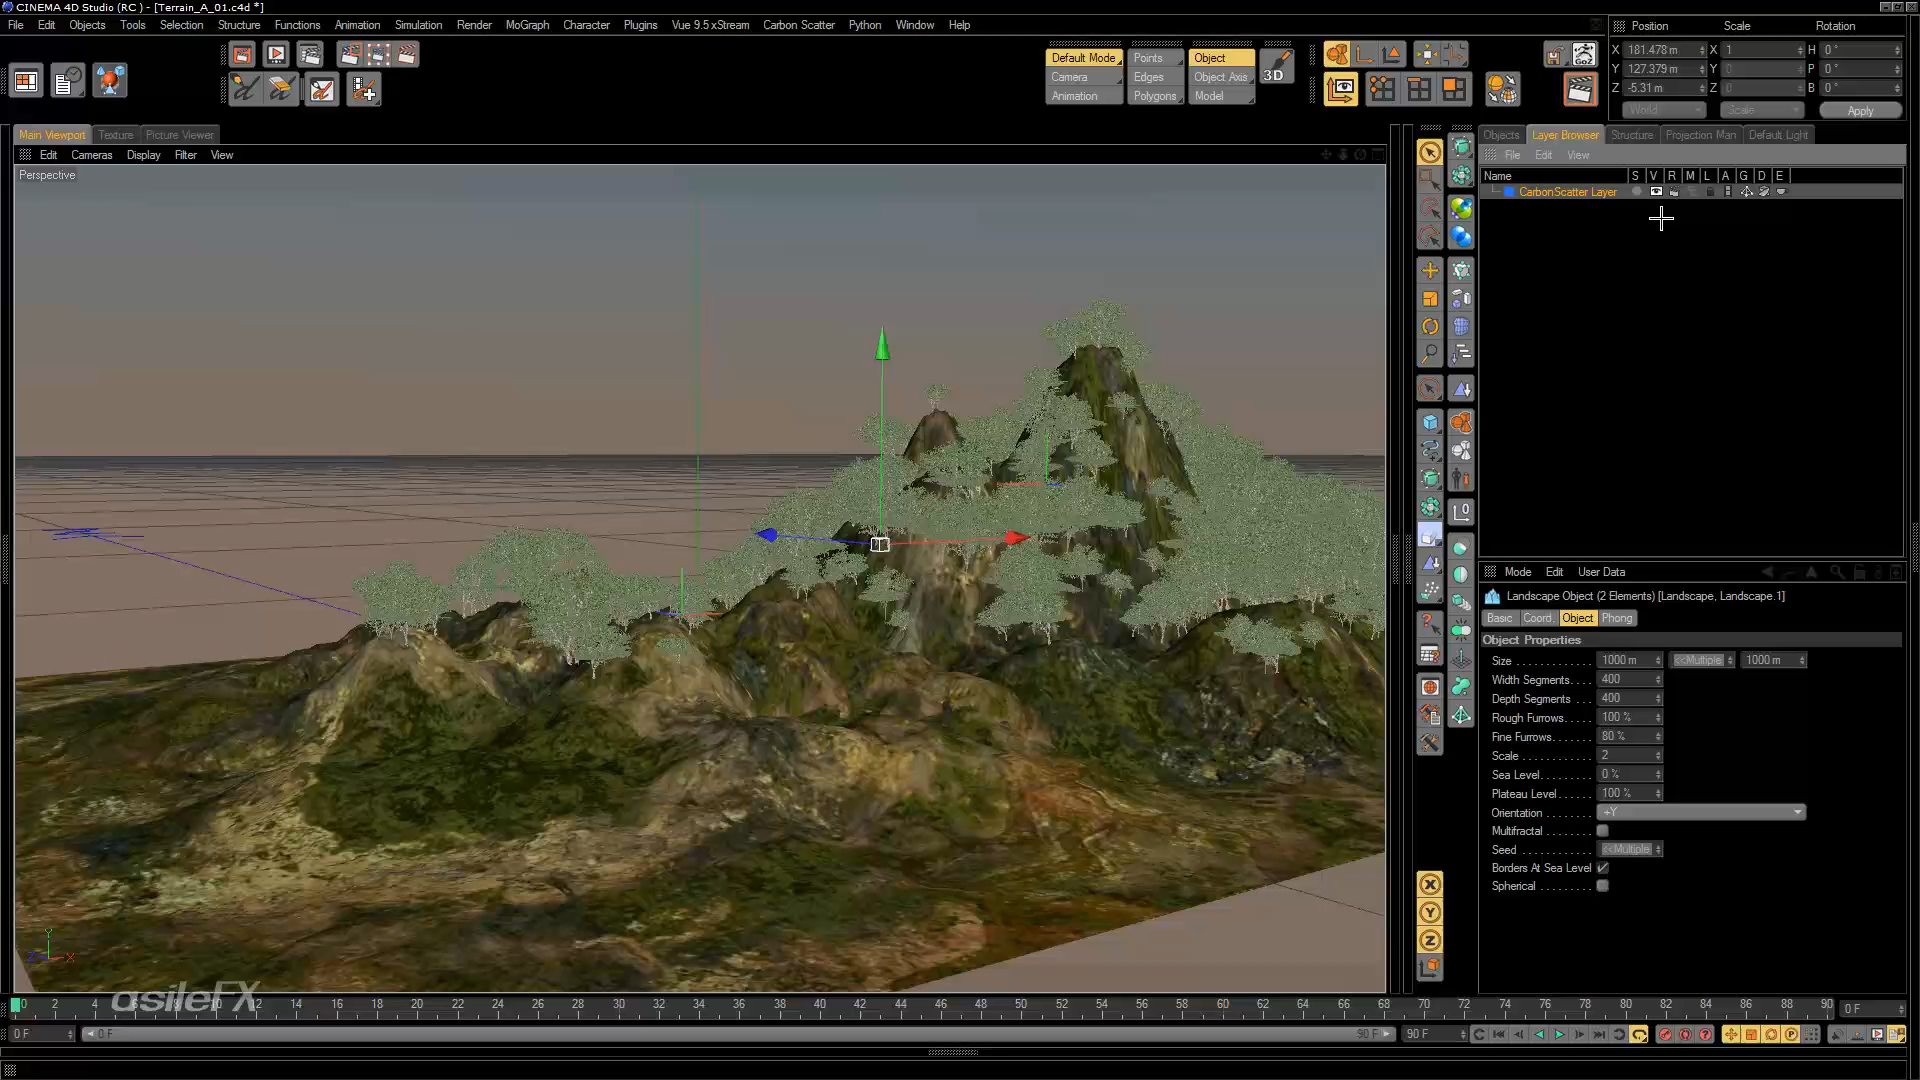 CINEMA 4D Studio (RC) - [Terrain_A_01.c4d *]
File Edit Objects Tools Selection Structure Functions Animation Simulation Render MoGraph Character Plugins Vue 9.5 xStream Carbon Scatter Python Window Help
Position Scale Rotation
X 181.478 m X 1 H 0 °
Y 127.379 m Y 0 P 0 °
Z -5.31 m Z 0 B 0 °
World Scale Apply
Default Mode Points Object
Camera Edges Object Axis
Animation Polygons Model
3D
GoZ
Main Viewport Texture Picture Viewer
Edit Cameras Display Filter View
Perspective
Objects Layer Browser Structure Projection Man Default Light
File Edit View
Name S V R M L A G D E
CarbonScatter Layer
Mode Edit User Data
Landscape Object (2 Elements) [Landscape, Landscape.1]
Basic Coord. Object Phong
Object Properties
Size 1000 m <<Multiple 1000 m
Width Segments 400
Depth Segments 400
Rough Furrows 100 %
Fine Furrows 80 %
Scale 2
Sea Level 0 %
Plateau Level 100 %
Orientation +Y
Multifractal
Seed <<Multiple
Borders At Sea Level
Spherical
X
Y
Z
Y
Z X
asileFX
0 2 4 6 8 10 12 14 16 18 20 22 24 26 28 30 32 34 36 38 40 42 44 46 48 50 52 54 56 58 60 62 64 66 68 70 72 74 76 78 80 82 84 86 88 90 0 F
0 F 0 F 90 F 90 F